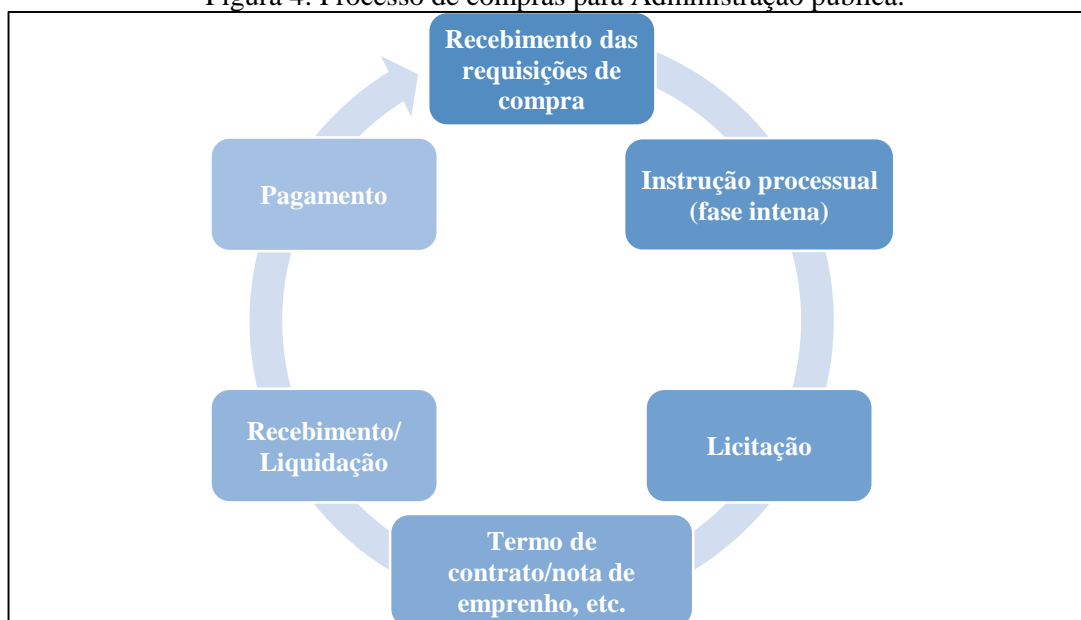 Figura 4. Processo de compras para Administração pública.
Recebimento das
requisições de
compra
Instrução processual
(fase intena)
Licitação
Termo de
contrato/nota de
emprenho, etc.
Recebimento/
Liquidação
Pagamento